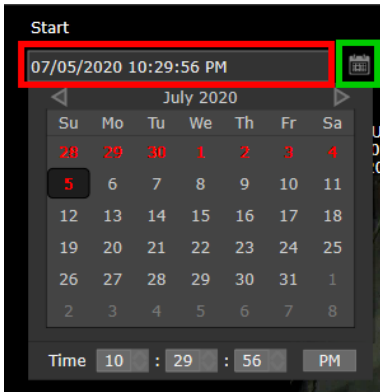 Start
07/05/2020 10:29:56 PM
July 2020
Su Mo Tu We Th Fr Sa
28 29 30 1 2 3 4
5 6 7 8 9 10 11
12 13 14 15 16 17 18
19 20 21 22 23 24 25
26 27 28 29 30 31 1
2 3 4 5 6 7 8
Time 10 : 29 : 56 PM